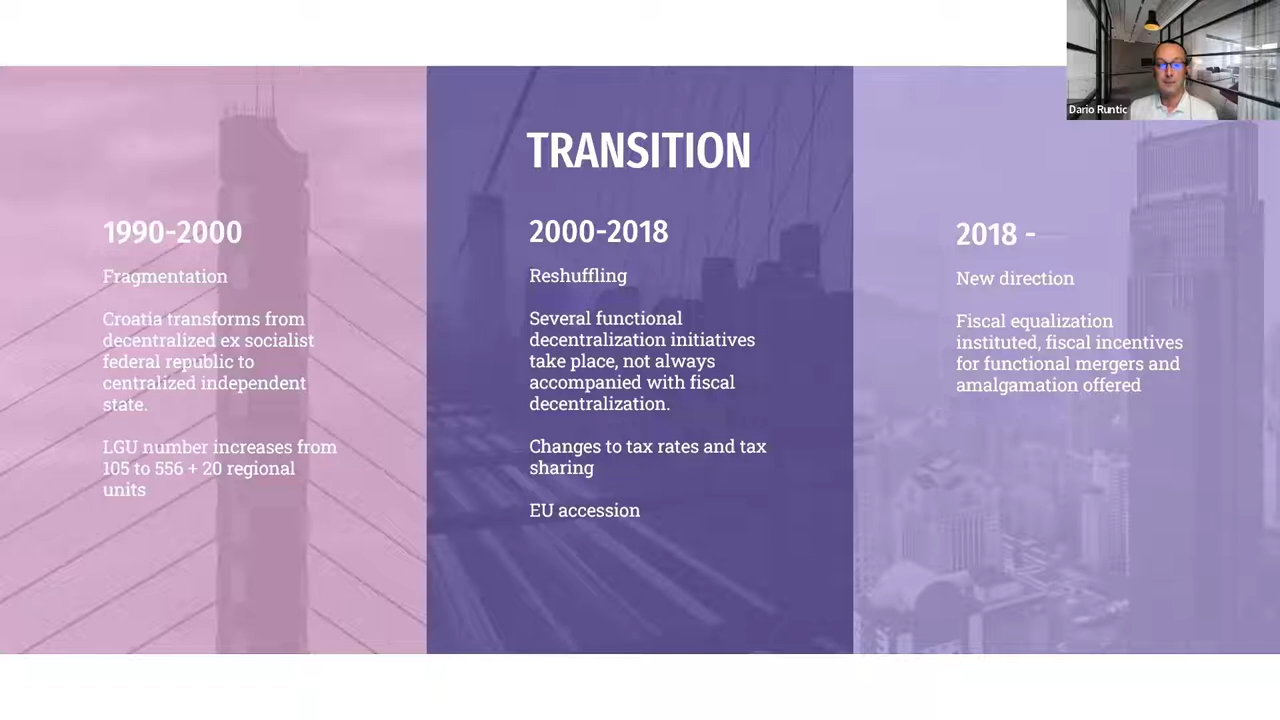 TRANSITION
1990-2000
Fragmentation
Croatia transforms from
decentralized ex socialist
federal republic to
centralized independent
state.
LGU number increases from
105 to 556 + 20 regional
units
2000-2018
Reshuffling
Several functional
decentralization initiatives
take place, not always
accompanied with fiscal
decentralization.
Changes to tax rates and tax
sharing
EU accession
2018 -
New direction
Fiscal equalization
instituted, fiscal incentives
for functional mergers and
amalgamation offered
Dario Runtic